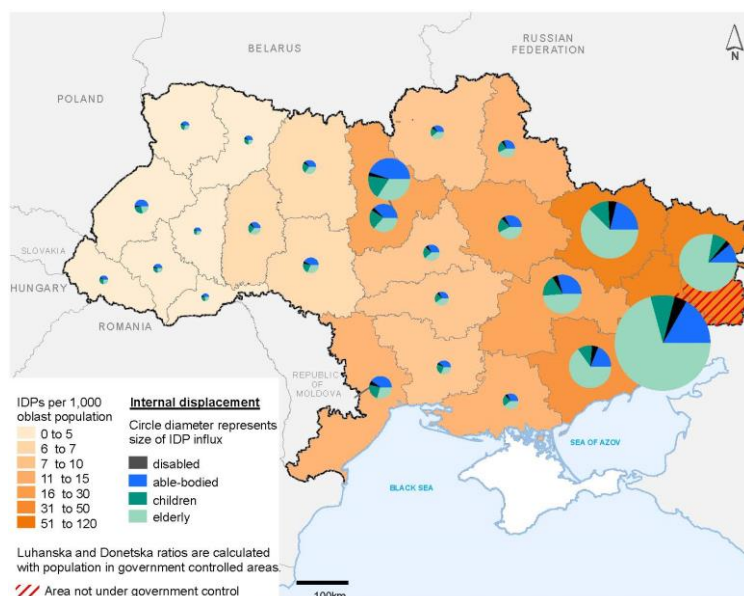 BELARUS
RUSSIAN
FEDERATION
N
POLAND
SLOVAKIA
HUNGARY
ROMANIA
REPUBLIC
OF
MOLDOVA
SEA OF AZOV
BLACK SEA
IDPs per 1,000
oblast population
0 to 5
6 to 7
7 to 10
11 to 15
16 to 30
31 to 50
51 to 120
Internal displacement
Circle diameter represents
size of IDP influx
disabled
able-bodied
children
elderly
Luhanska and Donetska ratios are calculated
with population in government controlled areas.
Area not under government control
100km